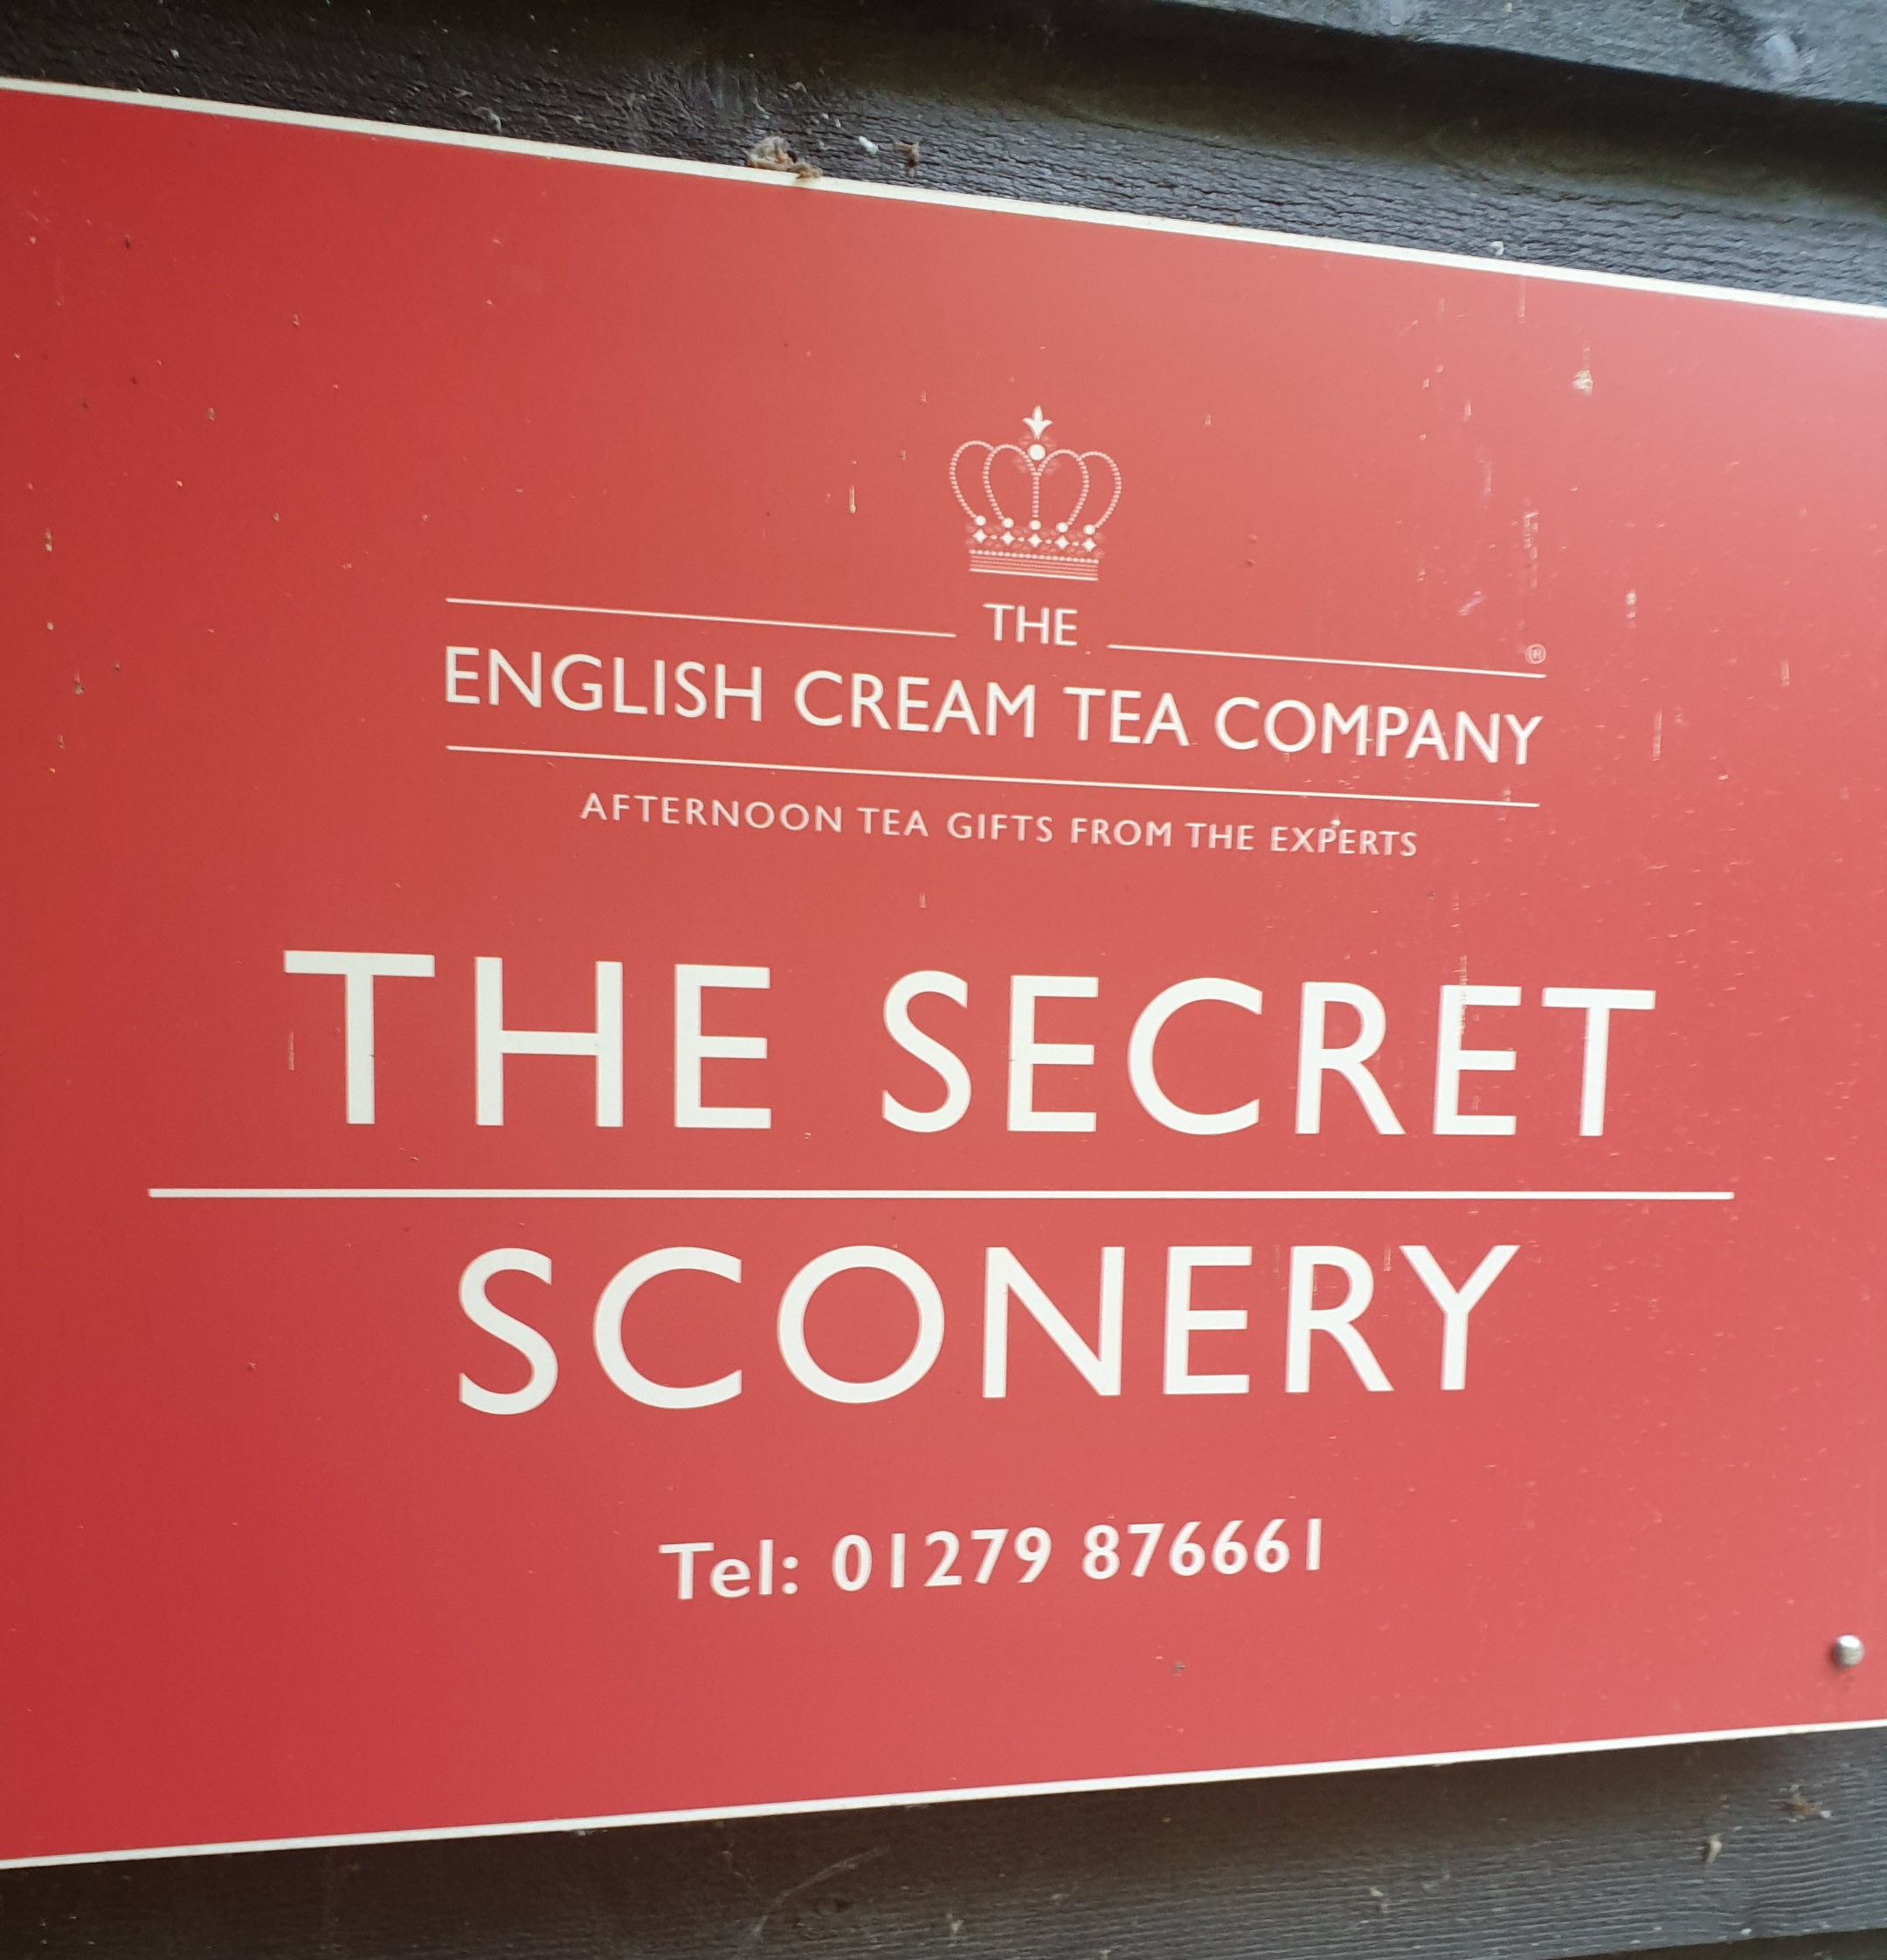 THE
ENGLISH CREAM TEA COMPANY®
AFTERNOON TEA GIFTS FROM THE EXPERTS
THE SECRET
SCONERY
Tel: 01279 876661